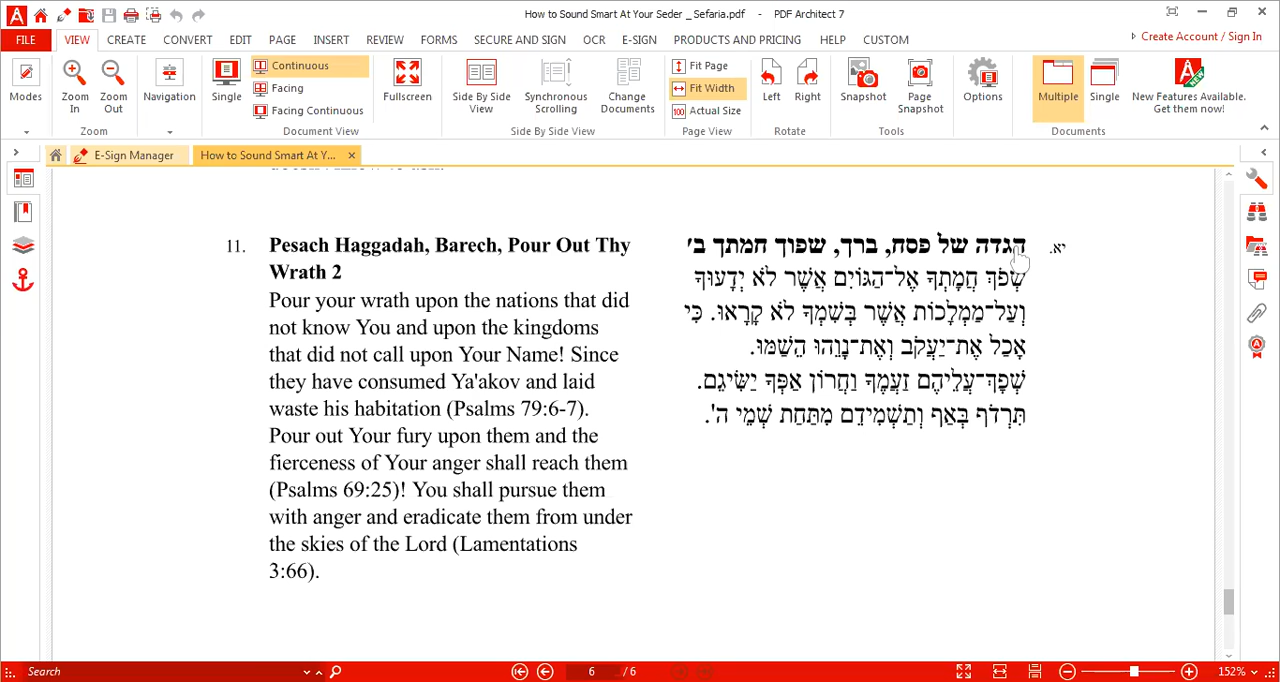 How to Sound Smart At Your Seder _ Sefaria.pdf - PDF Architect 7
FILE VIEW CREATE CONVERT EDIT PAGE INSERT REVIEW FORMS SECURE AND SIGN OCR E-SIGN PRODUCTS AND PRICING HELP CUSTOM Create Account / Sign In
Modes
Zoom In
Zoom Out
Zoom
Navigation
Single
Continuous
Facing
Facing Continuous
Document View
Fullscreen
Side By Side View
Synchronous Scrolling
Change Documents
Side By Side View
Fit Page
Fit Width
100 Actual Size
Page View
Left
Right
Rotate
Snapshot
Page Snapshot
Tools
Options
Multiple
Single
Documents
NEW
New Features Available. Get them now!
E-Sign Manager How to Sound Smart At Y... ×
11. Pesach Haggadah, Barech, Pour Out Thy
Wrath 2
Pour your wrath upon the nations that did
not know You and upon the kingdoms
that did not call upon Your Name! Since
they have consumed Ya'akov and laid
waste his habitation (Psalms 79:6-7).
Pour out Your fury upon them and the
fierceness of Your anger shall reach them
(Psalms 69:25)! You shall pursue them
with anger and eradicate them from under
the skies of the Lord (Lamentations
3:66).
יא. הגדה של פסח, ברך, שפוך חמתך ב׳
שְׁפֹךְ חֲמָתְךָ אֶל־הַגּוֹיִם אֲשֶׁר לֹא יְדָעוּךָ
וְעַל־מַמְלָכוֹת אֲשֶׁר בְּשִׁמְךָ לֹא קָרָאוּ. כִּי
אָכַל אֶת־יַעֲקֹב וְאֶת־נָוֵהוּ הֵשַׁמּוּ.
שְׁפָךְ־עֲלֵיהֶם זַעְמֶךָ וַחֲרוֹן אַפְּךָ יַשִּׂיגֵם.
תִּרְדֹּף בְּאַף וְתַשְׁמִידֵם מִתַּחַת שְׁמֵי ה'.
Search 6 / 6 152%